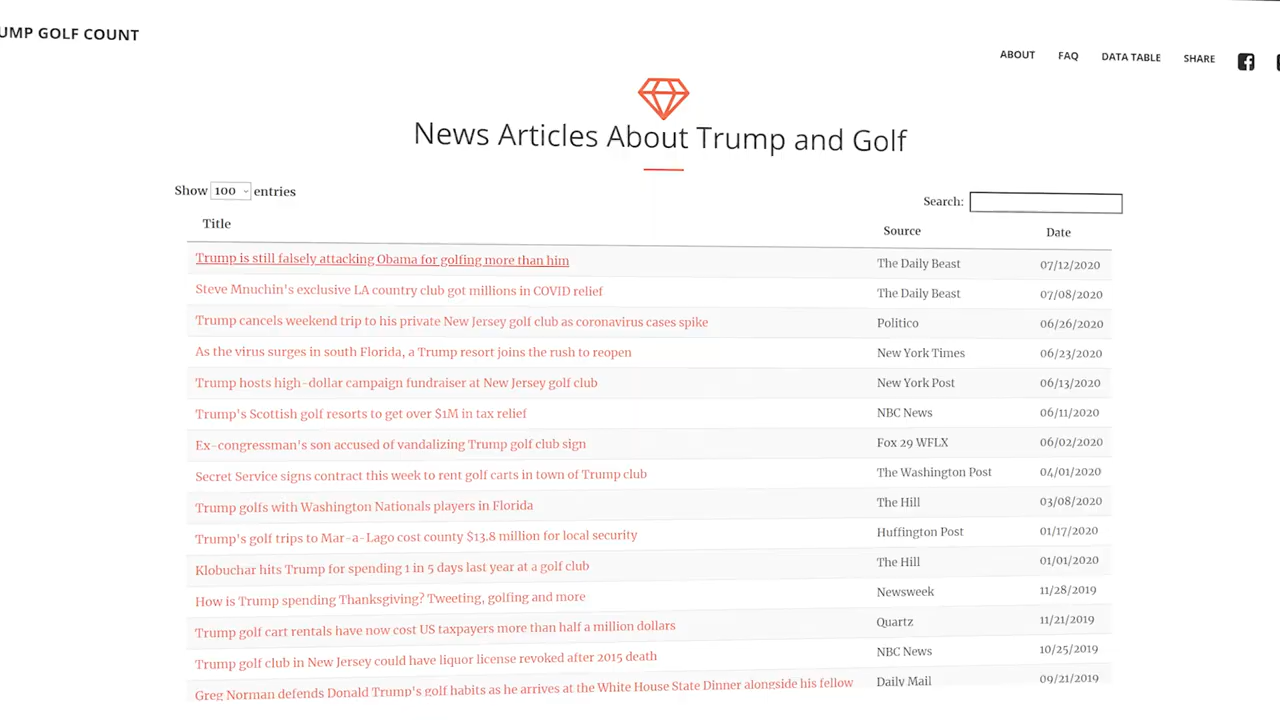 UMP GOLF COUNT
ABOUT FAQ DATA TABLE SHARE
News Articles About Trump and Golf
Show 100 entries
Search:
Title Source Date
Trump is still falsely attacking Obama for golfing more than him The Daily Beast 07/12/2020
Steve Mnuchin's exclusive LA country club got millions in COVID relief The Daily Beast 07/08/2020
Trump cancels weekend trip to his private New Jersey golf club as coronavirus cases spike Politico 06/26/2020
As the virus surges in south Florida, a Trump resort joins the rush to reopen New York Times 06/23/2020
Trump hosts high-dollar campaign fundraiser at New Jersey golf club New York Post 06/13/2020
Trump's Scottish golf resorts to get over $1M in tax relief NBC News 06/11/2020
Ex-congressman's son accused of vandalizing Trump golf club sign Fox 29 WFLX 06/02/2020
Secret Service signs contract this week to rent golf carts in town of Trump club The Washington Post 04/01/2020
Trump golfs with Washington Nationals players in Florida The Hill 03/08/2020
Trump's golf trips to Mar-a-Lago cost county $13.8 million for local security Huffington Post 01/17/2020
Klobuchar hits Trump for spending 1 in 5 days last year at a golf club The Hill 01/01/2020
How is Trump spending Thanksgiving? Tweeting, golfing and more Newsweek 11/28/2019
Trump golf cart rentals have now cost US taxpayers more than half a million dollars Quartz 11/21/2019
Trump golf club in New Jersey could have liquor license revoked after 2015 death NBC News 10/25/2019
Greg Norman defends Donald Trump's golf habits as he arrives at the White House State Dinner alongside his fellow Daily Mail 09/21/2019